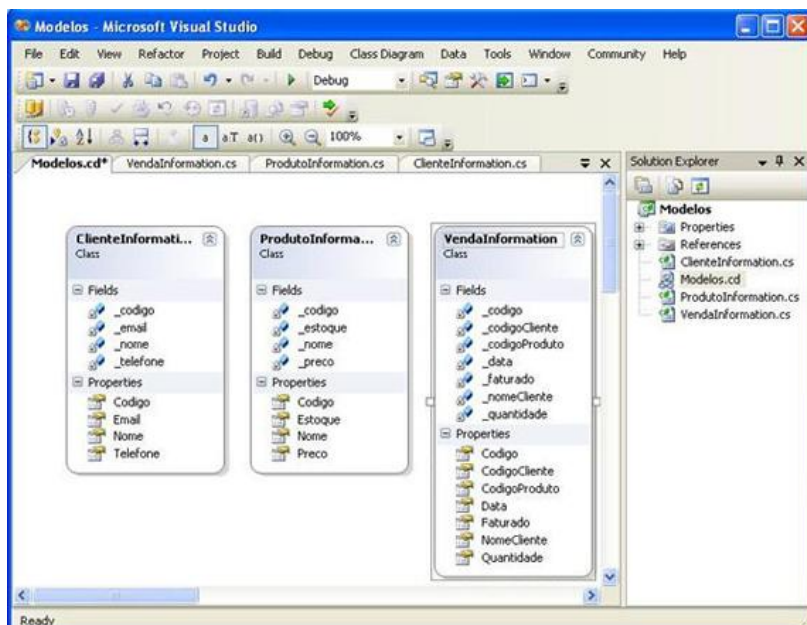 Modelos - Microsoft Visual Studio
File Edit View Refactor Project Build Debug Class Diagram Data Tools Window Community Help
Debug
a aT a() 100%
Modelos.cd* VendaInformation.cs ProdutoInformation.cs ClienteInformation.cs
ClienteInformati...
Class
Fields
_codigo
_email
_nome
_telefone
Properties
Codigo
Email
Nome
Telefone
ProdutoInforma...
Class
Fields
_codigo
_estoque
_nome
_preco
Properties
Codigo
Estoque
Nome
Preco
VendaInformation
Class
Fields
_codigo
_codigoCliente
_codigoProduto
_data
_faturado
_nomeCliente
_quantidade
Properties
Codigo
CodigoCliente
CodigoProduto
Data
Faturado
NomeCliente
Quantidade
Solution Explorer
Modelos
Properties
References
ClienteInformation.cs
Modelos.cd
ProdutoInformation.cs
VendaInformation.cs
Ready